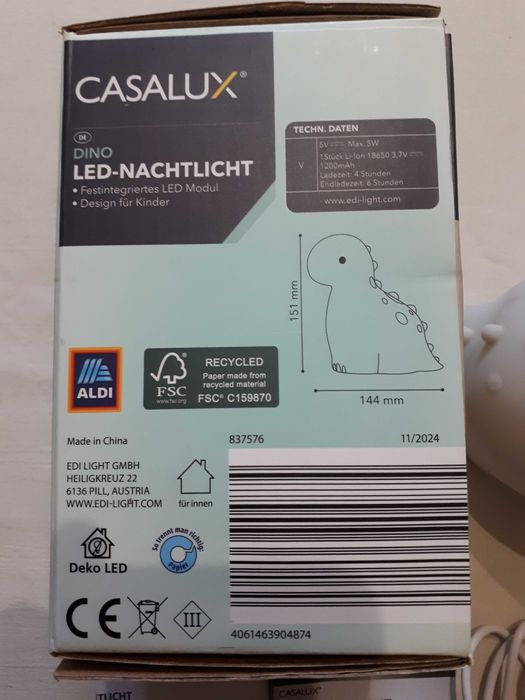 CASALUX®
DE
DINO
LED-NACHTLICHT
• Festintegriertes LED Modul
• Design für Kinder
TECHN. DATEN
V
5V⎓, Max. 5W
1Stück Li-Ion 18650 3,7V⎓
1200mAh
Ladezeit: 4 Stunden
Endladezeit: 6 Stunden
www.edi-light.com
151 mm
144 mm
ALDI
FSC
www.fsc.org
RECYCLED
Paper made from
recycled material
FSC® C159870
Made in China
837576
11/2024
EDI LIGHT GMBH
HEILIGKREUZ 22
6136 PILL, AUSTRIA
WWW.EDI-LIGHT.COM
für innen
Deko LED
So trennt man richtig:
Papier
CE
III
4061463904874
TLICHT
CASALUX®